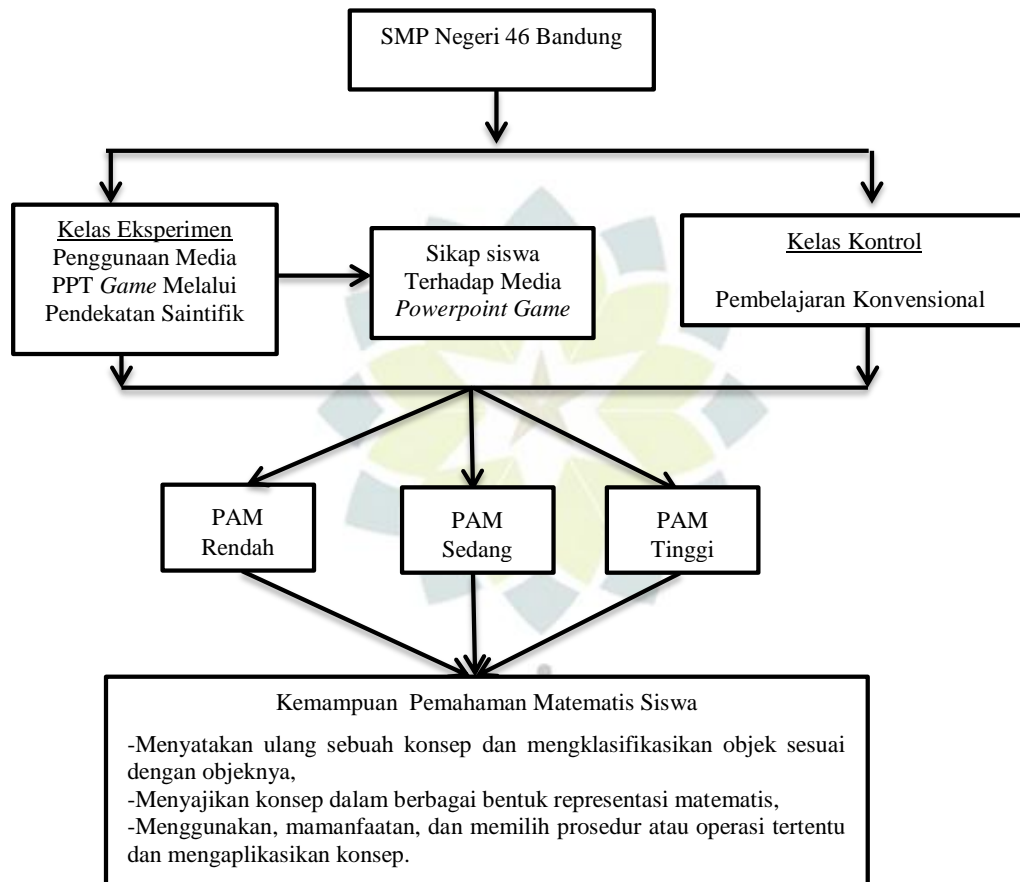 SMP Negeri 46 Bandung
Kelas Eksperimen
Penggunaan Media
PPT Game Melalui
Pendekatan Saintifik
Sikap siswa
Terhadap Media
Powerpoint Game
Kelas Kontrol
Pembelajaran Konvensional
PAM
Rendah
PAM
Sedang
PAM
Tinggi
Kemampuan Pemahaman Matematis Siswa
-Menyatakan ulang sebuah konsep dan mengklasifikasikan objek sesuai
dengan objeknya,
-Menyajikan konsep dalam berbagai bentuk representasi matematis,
-Menggunakan, mamanfaatan, dan memilih prosedur atau operasi tertentu
dan mengaplikasikan konsep.